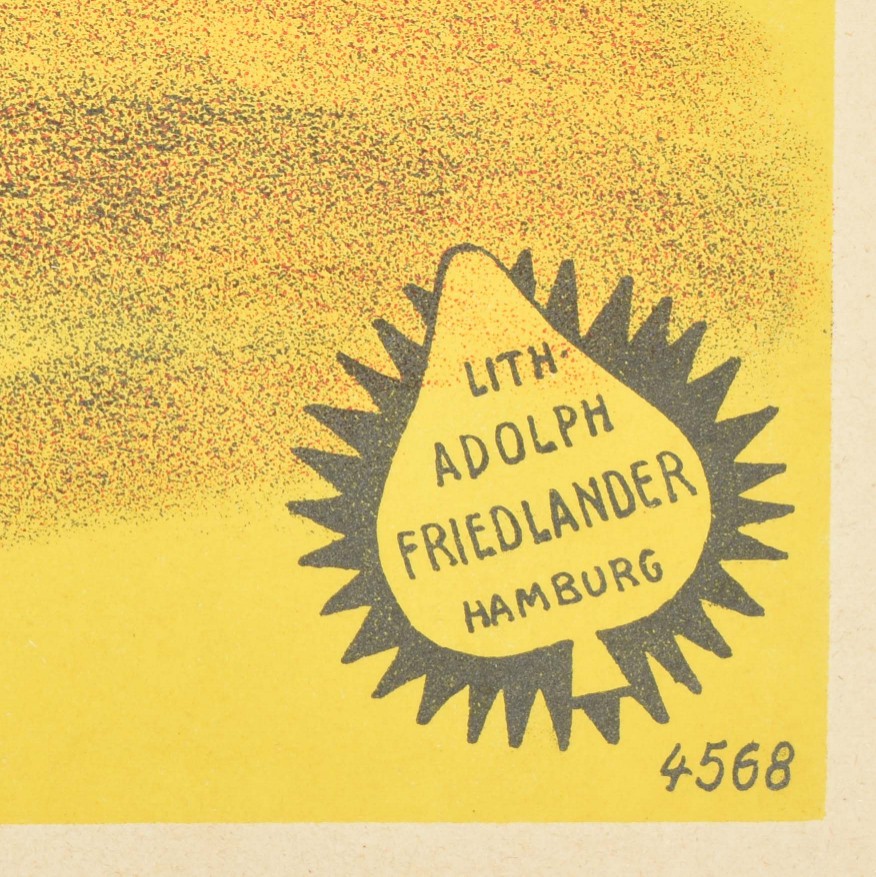 LITH·
ADOLPH
FRIEDLANDER
HAMBURG
4568